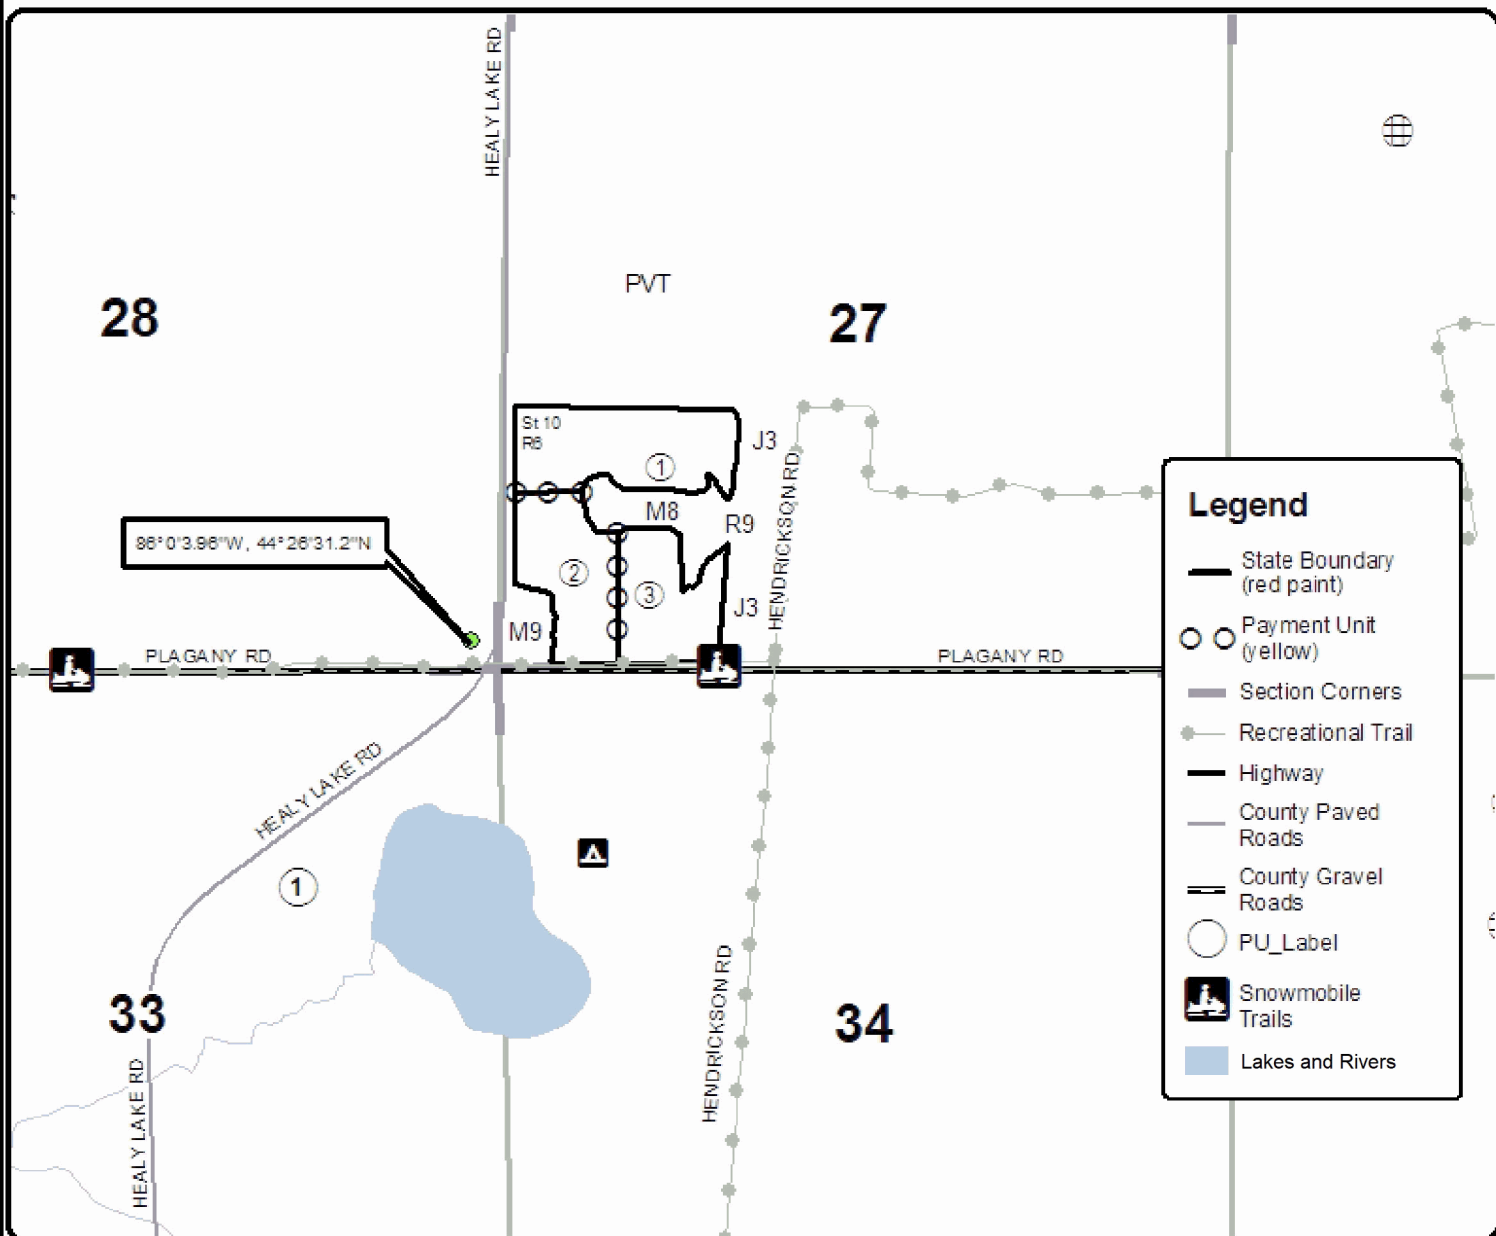 HEALY LAKE RD
PVT
28
27
St 10
R6
J3
1
M8
R9
HENDRICKSON RD
86°0'3.96"W, 44°26'31.2"N
2
3
J3
M9
PLAGANY RD
PLAGANY RD
HEALY LAKE RD
1
33
34
HENDRICKSON RD
HEALY LAKE RD
Legend
State Boundary
(red paint)
Payment Unit
(yellow)
Section Corners
Recreational Trail
Highway
County Paved
Roads
County Gravel
Roads
PU_Label
Snowmobile
Trails
Lakes and Rivers